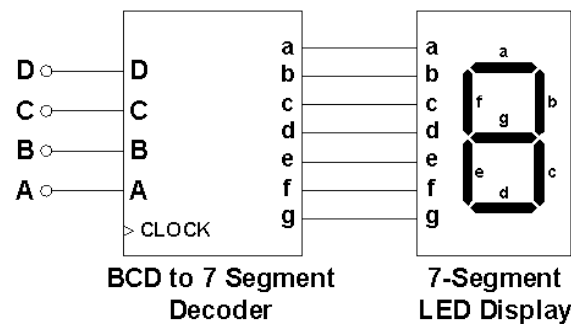 D D a a
C C b b
B B c c
A A d d
e e
f f
g g
> CLOCK
a
f b
g
e c
d
BCD to 7 Segment
Decoder
7-Segment
LED Display